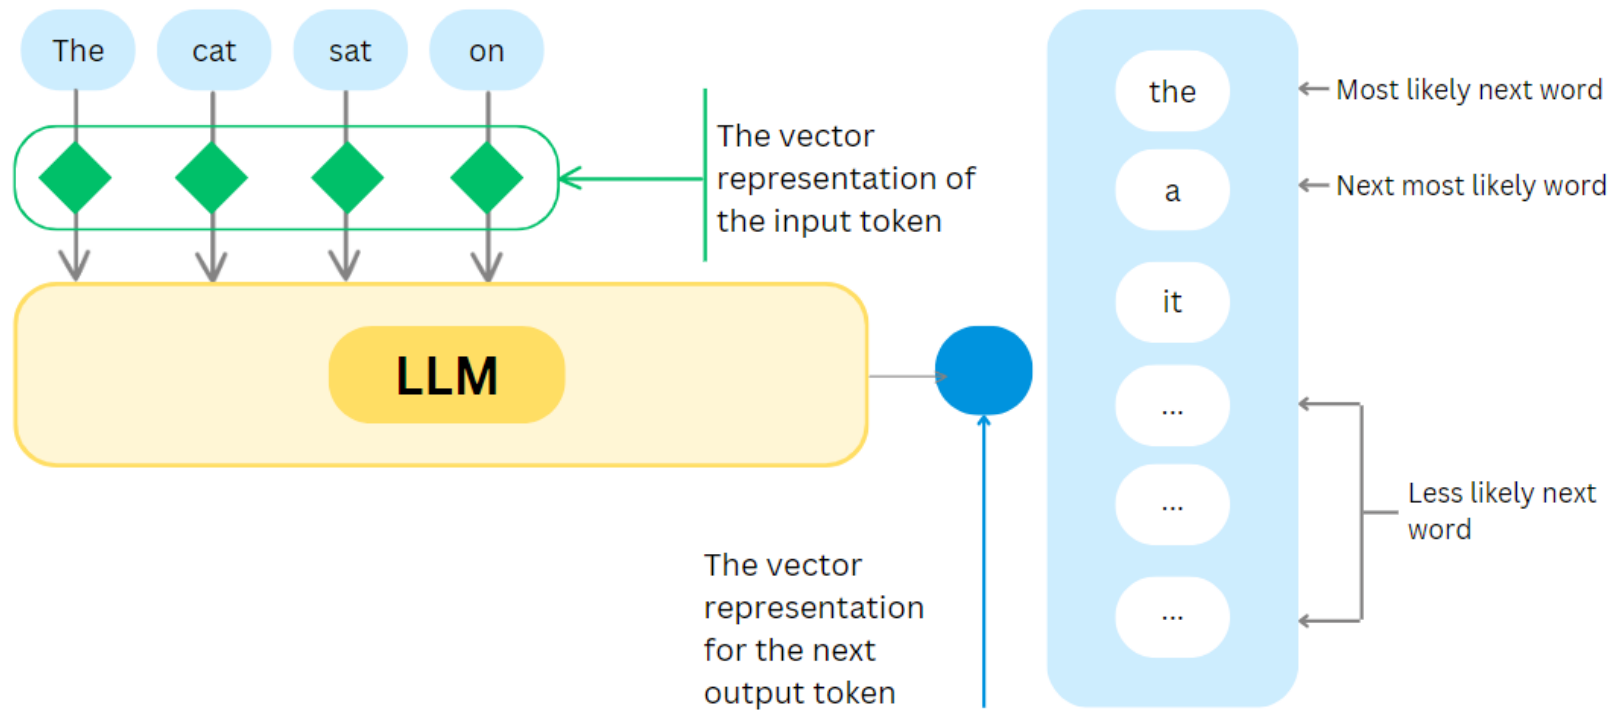 The
cat
sat
on
The vector
representation of
the input token
LLM
The vector
representation
for the next
output token
the
a
it
...
...
...
Most likely next word
Next most likely word
Less likely next
word